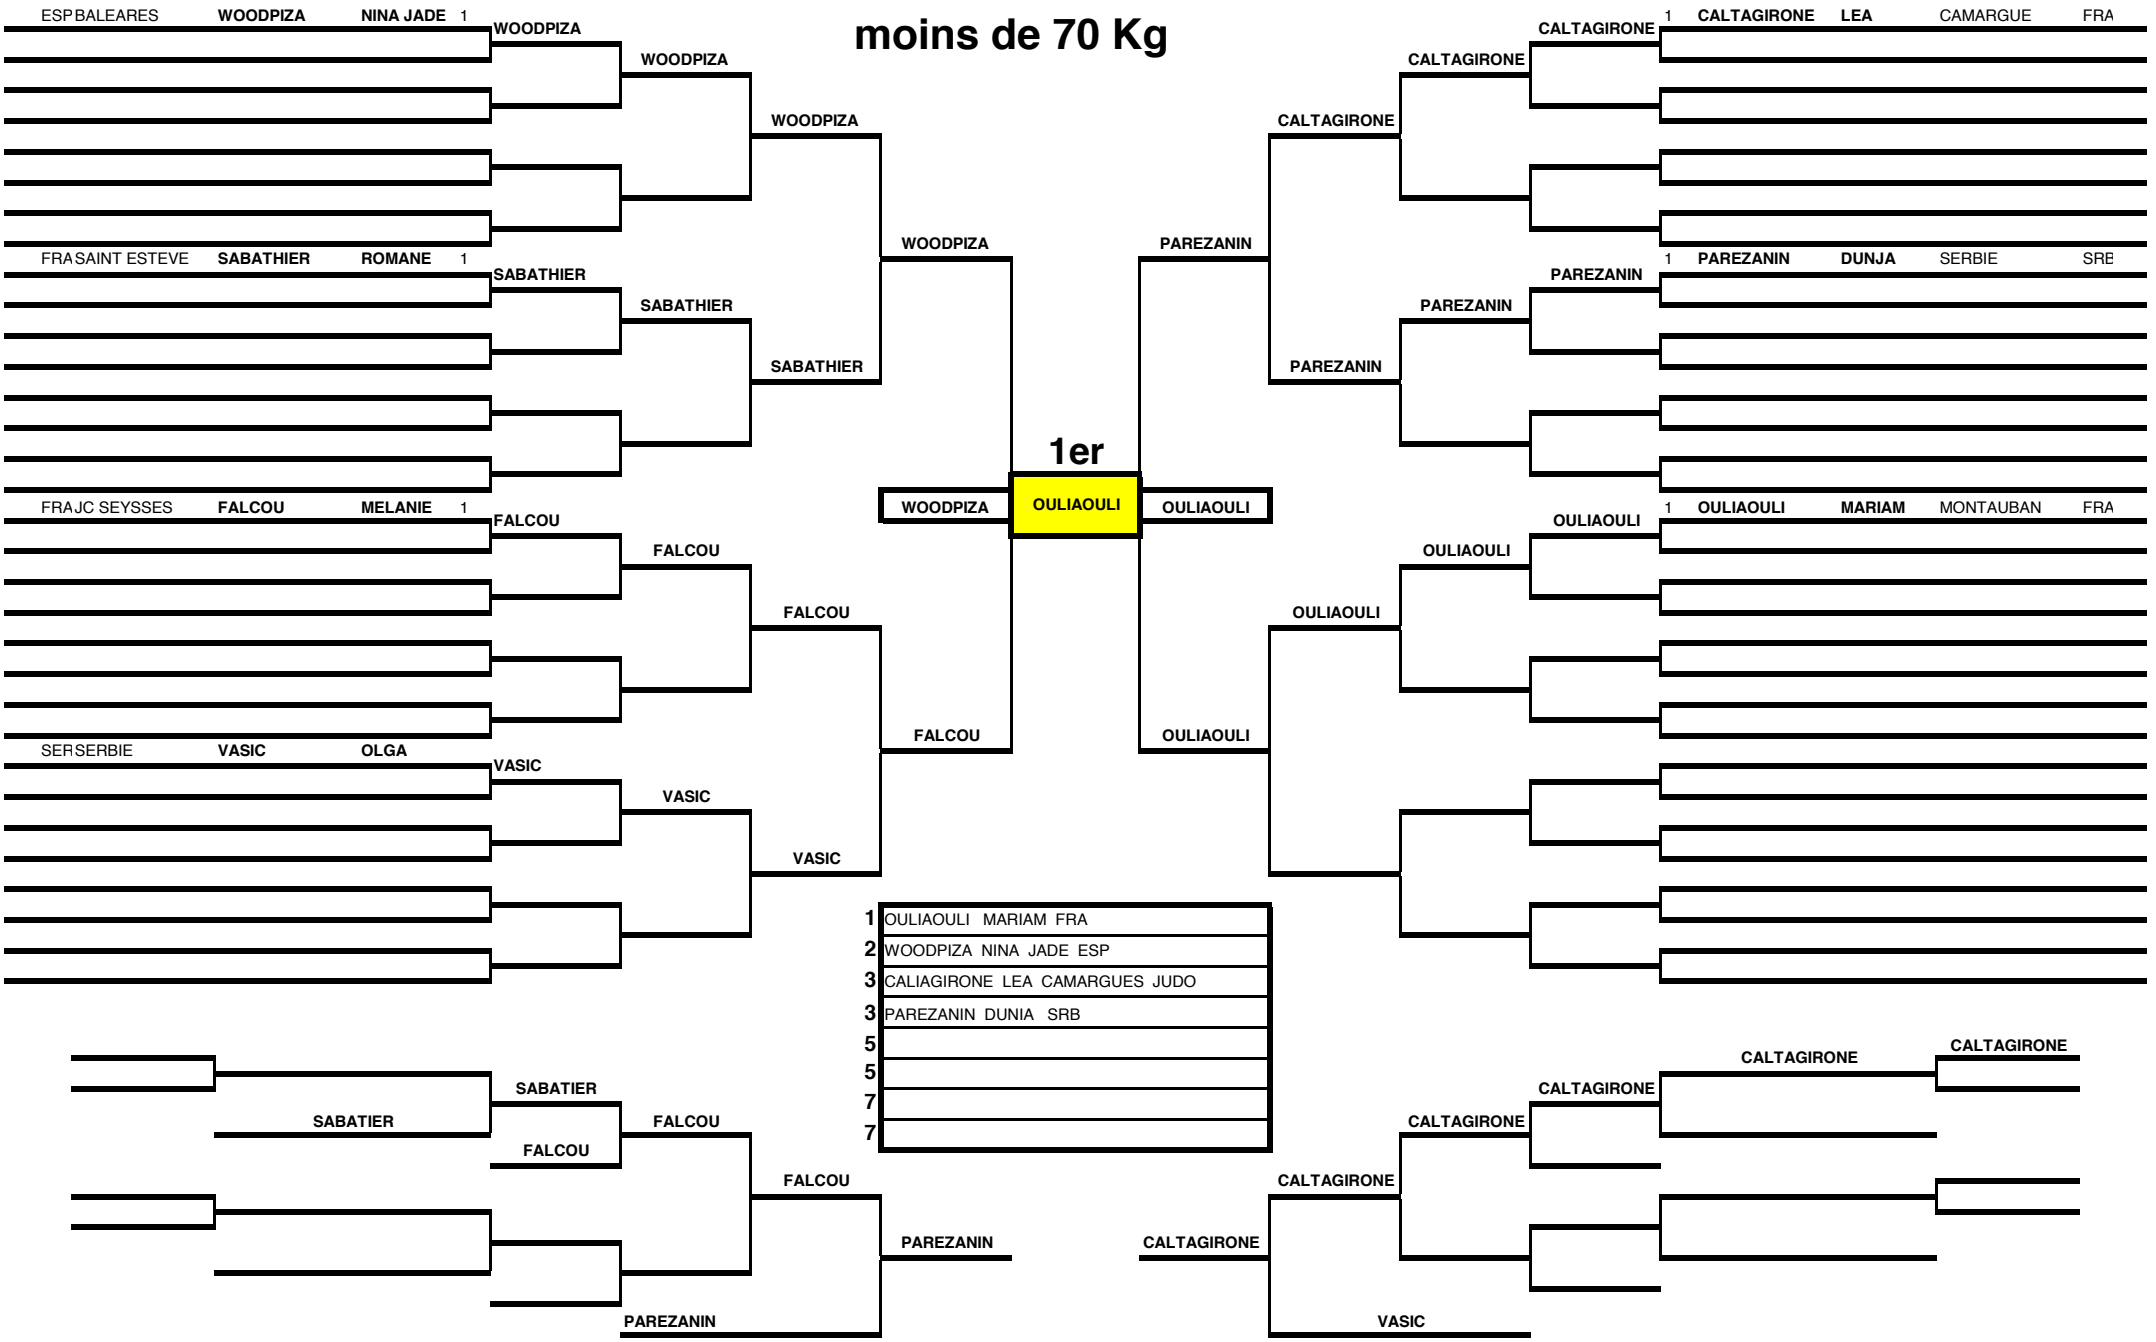 moins de 70 Kg
ESP BALEARES WOODPIZA NINA JADE 1
WOODPIZA
WOODPIZA
WOODPIZA
WOODPIZA
FRA SAINT ESTEVE SABATHIER ROMANE 1
SABATHIER
SABATHIER
SABATHIER
FRA JC SEYSSES FALCOU MELANIE 1
FALCOU
FALCOU
FALCOU
FALCOU
SER SERBIE VASIC OLGA
VASIC
VASIC
VASIC
1 CALTAGIRONE LEA CAMARGUE FRA
CALTAGIRONE
CALTAGIRONE
CALTAGIRONE
PAREZANIN
1 PAREZANIN DUNJA SERBIE SRB
PAREZANIN
PAREZANIN
PAREZANIN
1 OULIAOULI MARIAM MONTAUBAN FRA
OULIAOULI
OULIAOULI
OULIAOULI
OULIAOULI
1er
WOODPIZA OULIAOULI OULIAOULI
1 OULIAOULI MARIAM FRA
2 WOODPIZA NINA JADE ESP
3 CALIAGIRONE LEA CAMARGUES JUDO
3 PAREZANIN DUNIA SRB
5
5
7
7
SABATIER
SABATIER
FALCOU
FALCOU
FALCOU
PAREZANIN
PAREZANIN
CALTAGIRONE
CALTAGIRONE
CALTAGIRONE
CALTAGIRONE
CALTAGIRONE
CALTAGIRONE
VASIC